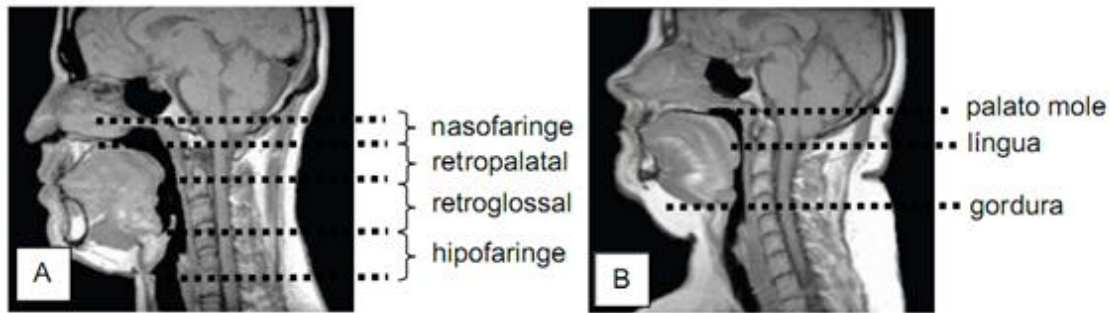 nasofaringe
retropalatal
retroglossal
hipofaringe
A
palato mole
língua
gordura
B